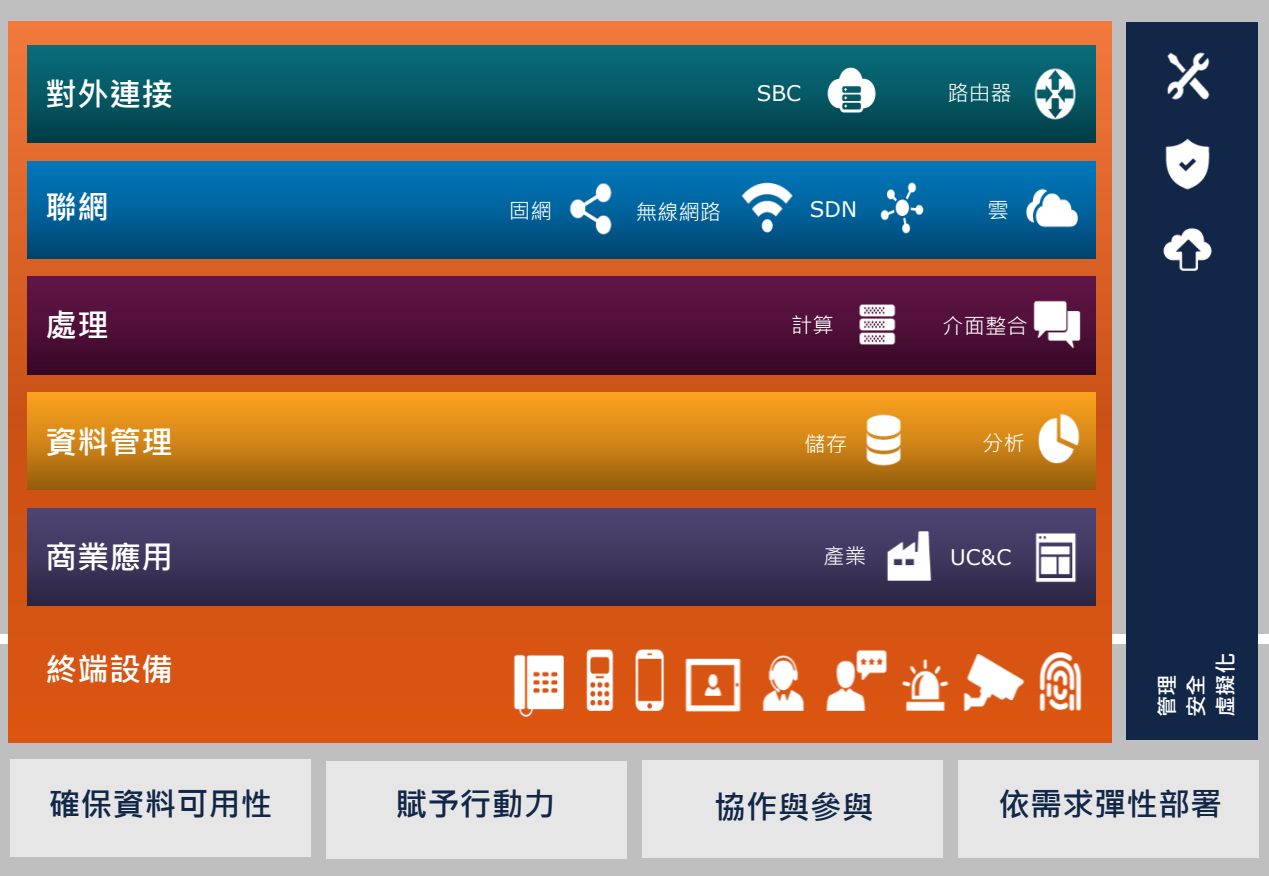 對外連接
SBC
路由器
聯網
固網
無線網路
SDN
雲
處理
計算
介面整合
資料管理
儲存
分析
商業應用
產業
UC&C
終端設備
管理
安全
虛擬化
確保資料可用性
賦予行動力
協作與參與
依需求彈性部署